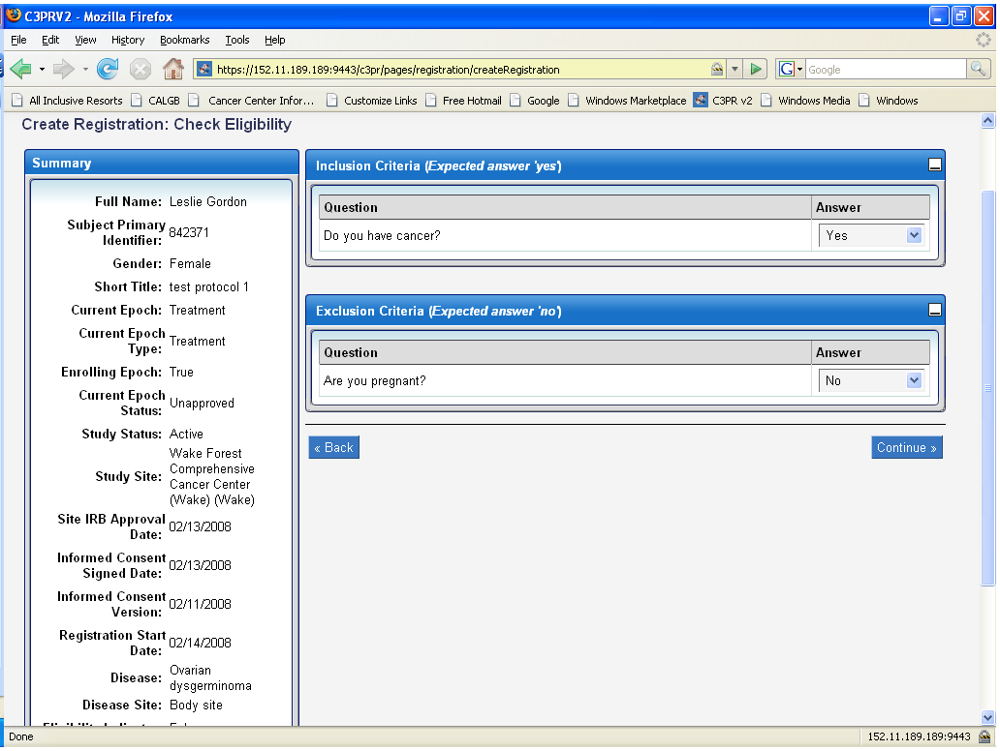 C3PRV2 - Mozilla Firefox
File Edit View History Bookmarks Tools Help
https://152.11.189.189:9443/c3pr/pages/registration/createRegistration
Google
All Inclusive Resorts CALGB Cancer Center Infor... Customize Links Free Hotmail Google Windows Marketplace C3PR v2 Windows Media Windows
Create Registration: Check Eligibility
Summary
Full Name: Leslie Gordon
Subject Primary
Identifier: 842371
Gender: Female
Short Title: test protocol 1
Current Epoch: Treatment
Current Epoch
Type: Treatment
Enrolling Epoch: True
Current Epoch
Status: Unapproved
Study Status: Active
Study Site: Wake Forest
Comprehensive
Cancer Center
(Wake) (Wake)
Site IRB Approval
Date: 02/13/2008
Informed Consent
Signed Date: 02/13/2008
Informed Consent
Version: 02/11/2008
Registration Start
Date: 02/14/2008
Disease: Ovarian
dysgerminoma
Disease Site: Body site
Inclusion Criteria (Expected answer 'yes')
Question Answer
Do you have cancer? Yes
Exclusion Criteria (Expected answer 'no')
Question Answer
Are you pregnant? No
« Back Continue »
Done 152.11.189.189:9443